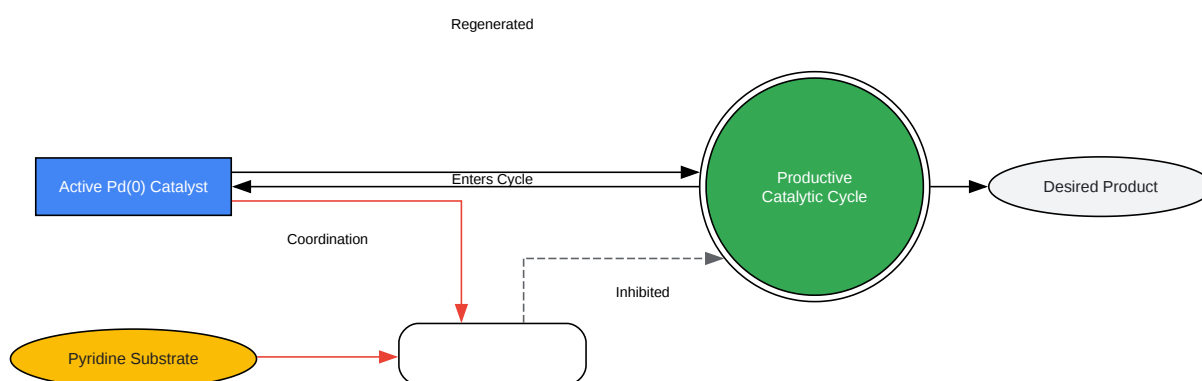 Regenerated
Active Pd(0) Catalyst
Enters Cycle
Productive
Catalytic Cycle
Desired Product
Coordination
Inhibited
Pyridine Substrate